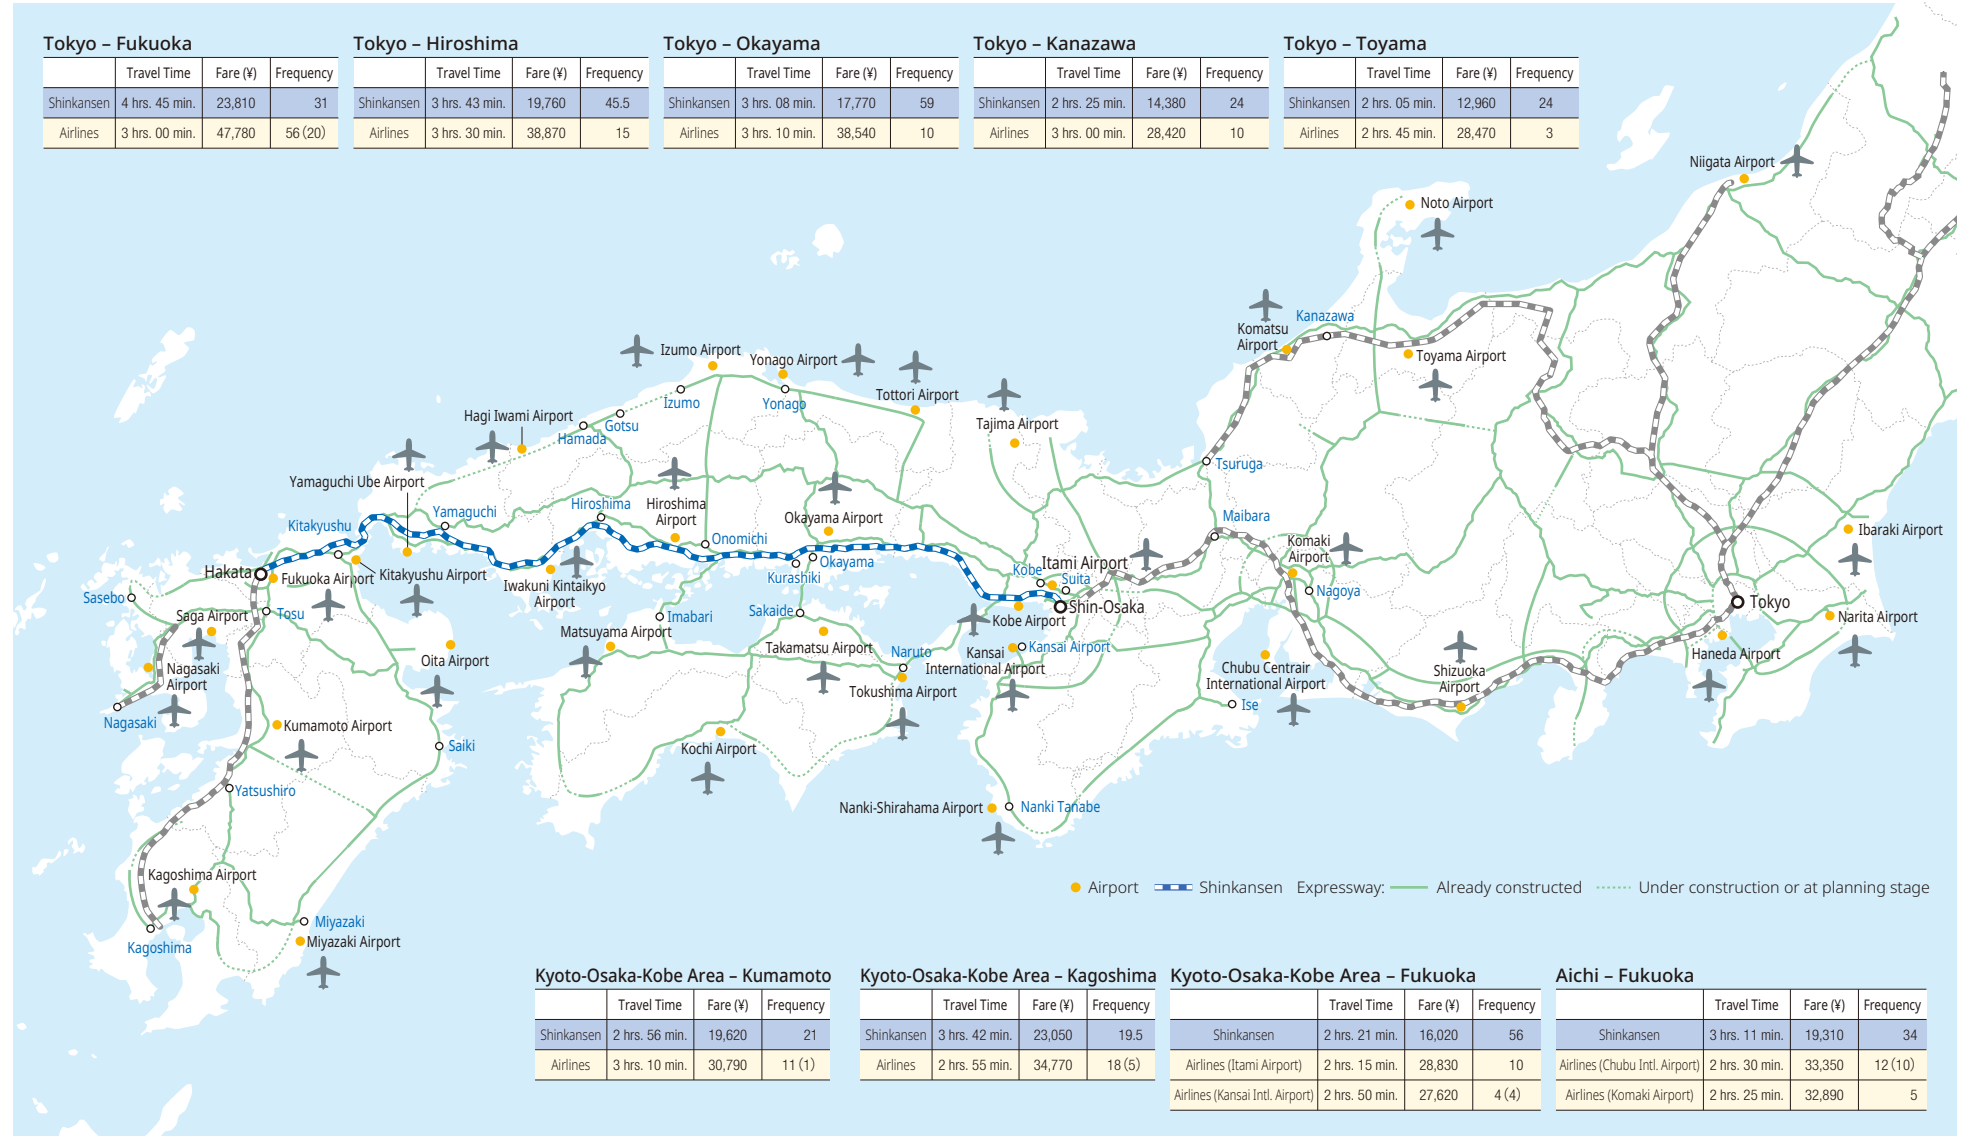 Tokyo – Fukuoka
Travel Time Fare (¥) Frequency
Shinkansen 4 hrs. 45 min. 23,810 31
Airlines 3 hrs. 00 min. 47,780 56 (20)
Tokyo – Hiroshima
Travel Time Fare (¥) Frequency
Shinkansen 3 hrs. 43 min. 19,760 45.5
Airlines 3 hrs. 30 min. 38,870 15
Tokyo – Okayama
Travel Time Fare (¥) Frequency
Shinkansen 3 hrs. 08 min. 17,770 59
Airlines 3 hrs. 10 min. 38,540 10
Tokyo – Kanazawa
Travel Time Fare (¥) Frequency
Shinkansen 2 hrs. 25 min. 14,380 24
Airlines 3 hrs. 00 min. 28,420 10
Tokyo – Toyama
Travel Time Fare (¥) Frequency
Shinkansen 2 hrs. 05 min. 12,960 24
Airlines 2 hrs. 45 min. 28,470 3
Niigata Airport
Noto Airport
Kanazawa
Komatsu
Airport
Toyama Airport
Izumo Airport
Yonago Airport
Tottori Airport
Izumo
Yonago
Tajima Airport
Hagi Iwami Airport
Gotsu
Hamada
Tsuruga
Yamaguchi Ube Airport
Hiroshima
Hiroshima
Airport
Okayama Airport
Yamaguchi
Kitakyushu
Maibara
Ibaraki Airport
Onomichi
Komaki
Airport
Okayama
Kurashiki
Itami Airport
Kobe
Suita
Hakata
Fukuoka Airport
Kitakyushu Airport
Iwakuni Kintaikyo
Airport
Nagoya
Sasebo
Saga Airport
Tosu
Imabari
Sakaide
Shin-Osaka
Kobe Airport
Tokyo
Narita Airport
Matsuyama Airport
Takamatsu Airport
Naruto
Kansai
International Airport
Kansai Airport
Haneda Airport
Oita Airport
Nagasaki
Airport
Chubu Centrair
International Airport
Shizuoka
Airport
Tokushima Airport
Ise
Nagasaki
Kumamoto Airport
Saiki
Kochi Airport
Yatsushiro
Nanki-Shirahama Airport
Nanki Tanabe
Kagoshima Airport
Airport Shinkansen Expressway: Already constructed Under construction or at planning stage
Miyazaki
Miyazaki Airport
Kagoshima
Kyoto-Osaka-Kobe Area – Kumamoto
Travel Time Fare (¥) Frequency
Shinkansen 2 hrs. 56 min. 19,620 21
Airlines 3 hrs. 10 min. 30,790 11 (1)
Kyoto-Osaka-Kobe Area – Kagoshima
Travel Time Fare (¥) Frequency
Shinkansen 3 hrs. 42 min. 23,050 19.5
Airlines 2 hrs. 55 min. 34,770 18 (5)
Kyoto-Osaka-Kobe Area – Fukuoka
Travel Time Fare (¥) Frequency
Shinkansen 2 hrs. 21 min. 16,020 56
Airlines (Itami Airport) 2 hrs. 15 min. 28,830 10
Airlines (Kansai Intl. Airport) 2 hrs. 50 min. 27,620 4 (4)
Aichi – Fukuoka
Travel Time Fare (¥) Frequency
Shinkansen 3 hrs. 11 min. 19,310 34
Airlines (Chubu Intl. Airport) 2 hrs. 30 min. 33,350 12 (10)
Airlines (Komaki Airport) 2 hrs. 25 min. 32,890 5